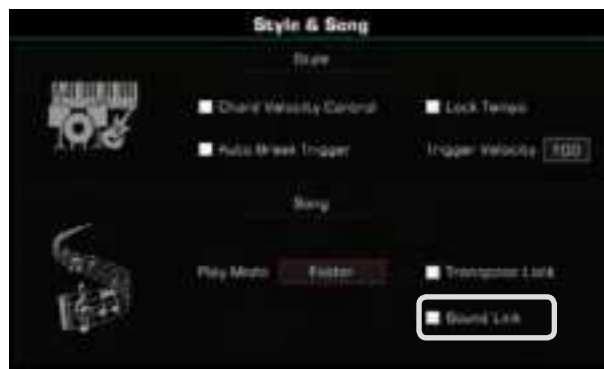 Style & Song
Style
Chord Velocity Control
Lock Tempo
Auto Break Trigger
Trigger Velocity 100
Song
Play Mode Folder
Transpose Lock
Sound Link